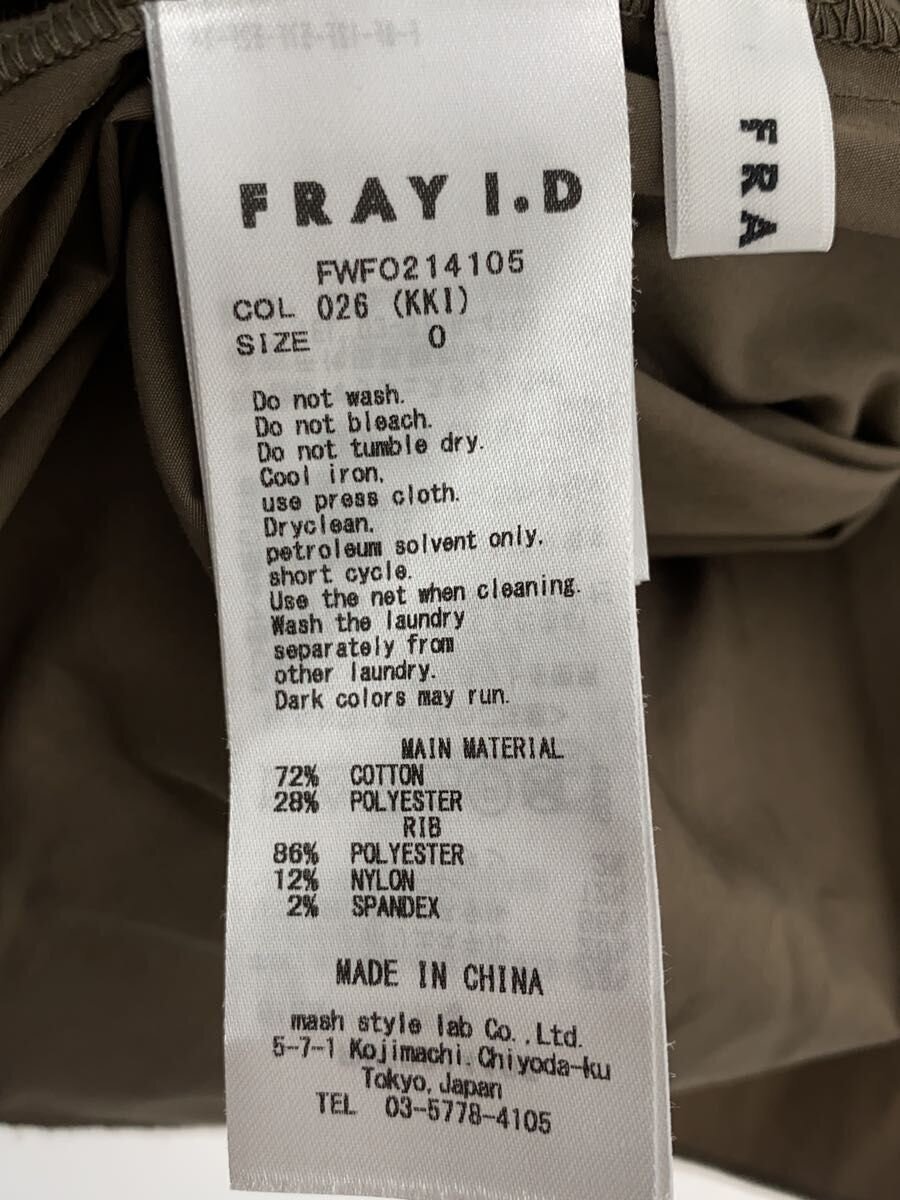 FRAY I.D
FWFO214105
COL 026 (KKI)
SIZE 0
Do not wash.
Do not bleach.
Do not tumble dry.
Cool iron,
use press cloth.
Dryclean,
petroleum solvent only,
short cycle.
Use the net when cleaning.
Wash the laundry
separately from
other laundry.
Dark colors may run.
MAIN MATERIAL
72% COTTON
28% POLYESTER
RIB
86% POLYESTER
12% NYLON
2% SPANDEX
MADE IN CHINA
mash style lab Co.,Ltd.
5-7-1 Kojimachi.Chiyoda-ku
Tokyo, Japan
TEL 03-5778-4105
FRA